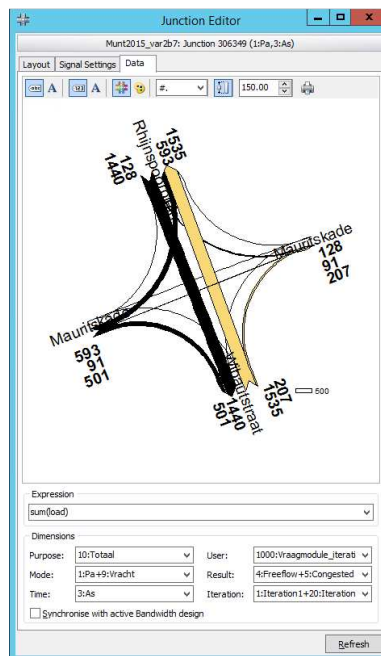 Junction Editor
Munt2015_var2b7: Junction 306349 (1:Pa,3:As)
Layout Signal Settings Data
abc A 123 A #. 150.00
1535
593
128
1440
Mauritskade
128
91
207
Mauritskade
593
91
501
Wibautstraat
207
1535
1440
501
500
Expression
sum(load)
Dimensions
Purpose: 10:Totaal User: 1000:Vraagmodule_iterati
Mode: 1:Pa+9:Vracht Result: 4:Freeflow+5:Congested
Time: 3:As Iteration: 1:Iteration1+20:Iteration
Synchronise with active Bandwidth design
Refresh